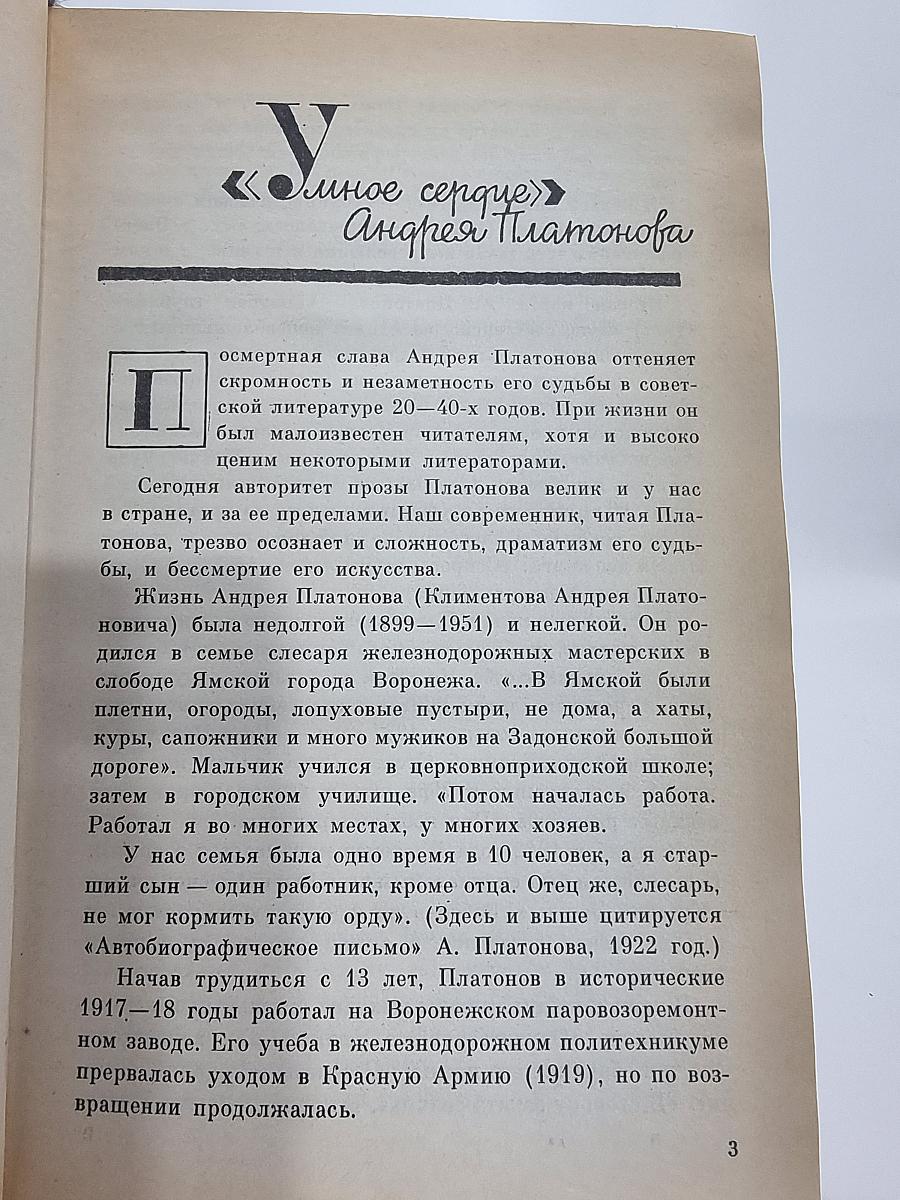 «Умное сердце»
Андрея Платонова
Посмертная слава Андрея Платонова оттеняет
скромность и незаметность его судьбы в совет-
ской литературе 20—40-х годов. При жизни он
был малоизвестен читателям, хотя и высоко
ценим некоторыми литераторами.
Сегодня авторитет прозы Платонова велик и у нас
в стране, и за ее пределами. Наш современник, читая Пла-
тонова, трезво осознает и сложность, драматизм его судь-
бы, и бессмертие его искусства.
Жизнь Андрея Платонова (Климентова Андрея Плато-
новича) была недолгой (1899—1951) и нелегкой. Он ро-
дился в семье слесаря железнодорожных мастерских в
слободе Ямской города Воронежа. «...В Ямской были
плетни, огороды, лопуховые пустыри, не дома, а хаты,
куры, сапожники и много мужиков на Задонской большой
дороге». Мальчик учился в церковноприходской школе;
затем в городском училище. «Потом началась работа.
Работал я во многих местах, у многих хозяев.
У нас семья была одно время в 10 человек, а я стар-
ший сын — один работник, кроме отца. Отец же, слесарь,
не мог кормить такую орду». (Здесь и выше цитируется
«Автобиографическое письмо» А. Платонова, 1922 год.)
Начав трудиться с 13 лет, Платонов в исторические
1917—18 годы работал на Воронежском паровозоремонт-
ном заводе. Его учеба в железнодорожном политехникуме
прервалась уходом в Красную Армию (1919), но по воз-
вращении продолжалась.
3